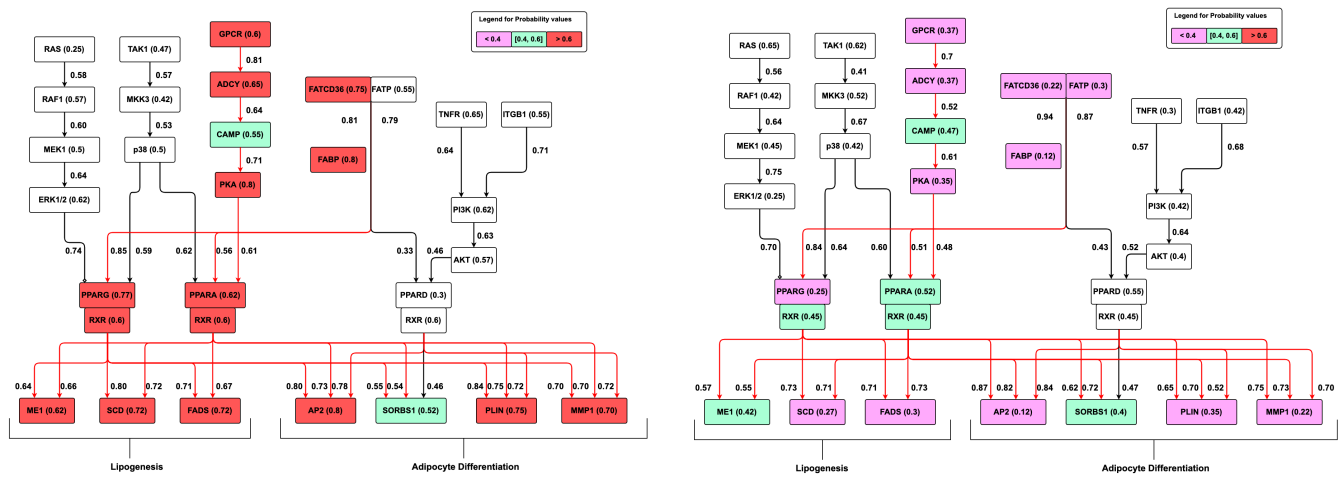 Legend for Probability values
< 0.4 [0.4, 0.6] > 0.6
GPCR (0.6)
RAS (0.25) TAK1 (0.47)
0.58 0.57 0.81
RAF1 (0.57) MKK3 (0.42) ADCY (0.65) FATCD36 (0.75) FATP (0.55)
0.60 0.53 0.64 0.81 0.79
TNFR (0.65) ITGB1 (0.55)
CAMP (0.55)
MEK1 (0.5) p38 (0.5) 0.71 FABP (0.8) 0.64 0.71
0.64 PKA (0.8)
ERK1/2 (0.62) PI3K (0.62)
0.63
0.74 0.85 0.59 0.62 0.56 0.61 0.33 0.46
AKT (0.57)
PPARG (0.77) PPARA (0.62) PPARD (0.3)
RXR (0.6) RXR (0.6) RXR (0.6)
0.64 0.66 0.80 0.72 0.71 0.67 0.80 0.73 0.78 0.55 0.54 0.46 0.84 0.75 0.72 0.70 0.70 0.72
ME1 (0.62) SCD (0.72) FADS (0.72) AP2 (0.8) SORBS1 (0.52) PLIN (0.75) MMP1 (0.70)
Lipogenesis Adipocyte Differentiation
Legend for Probability values
< 0.4 [0.4, 0.6] > 0.6
GPCR (0.37)
RAS (0.65) TAK1 (0.62)
0.56 0.41 0.7
RAF1 (0.42) MKK3 (0.52) ADCY (0.37) FATCD36 (0.22) FATP (0.3)
0.64 0.67 0.52 0.94 0.87
TNFR (0.3) ITGB1 (0.42)
CAMP (0.47)
MEK1 (0.45) p38 (0.42) 0.61 FABP (0.12) 0.57 0.68
0.75 PKA (0.35)
ERK1/2 (0.25) PI3K (0.42)
0.64
0.70 0.84 0.64 0.60 0.51 0.48 0.43 0.52
AKT (0.4)
PPARG (0.25) PPARA (0.52) PPARD (0.55)
RXR (0.45) RXR (0.45) RXR (0.45)
0.57 0.55 0.73 0.71 0.71 0.73 0.87 0.82 0.84 0.62 0.72 0.47 0.65 0.70 0.52 0.75 0.73 0.70
ME1 (0.42) SCD (0.27) FADS (0.3) AP2 (0.12) SORBS1 (0.4) PLIN (0.35) MMP1 (0.22)
Lipogenesis Adipocyte Differentiation